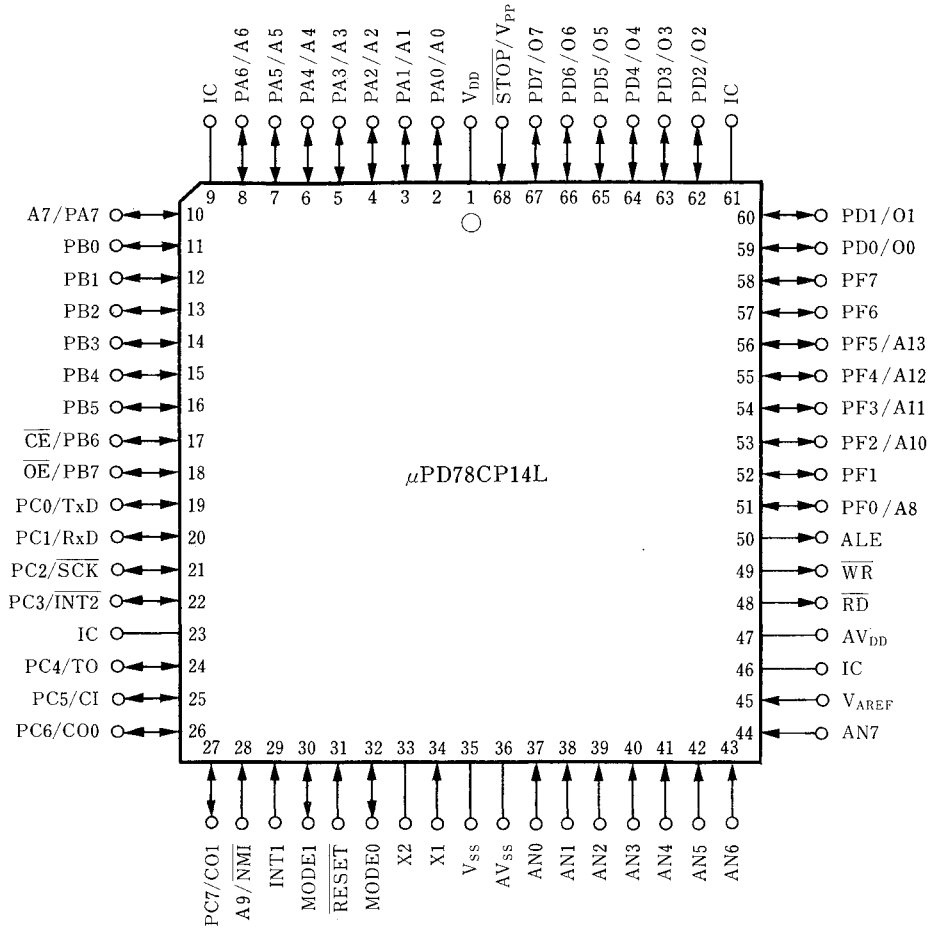 IC
PA6/A6
PA5/A5
PA4/A4
PA3/A3
PA2/A2
PA1/A1
PA0/A0
VDD
STOP/VPP
PD7/O7
PD6/O6
PD5/O5
PD4/O4
PD3/O3
PD2/O2
IC
9 8 7 6 5 4 3 2 1 68 67 66 65 64 63 62 61
A7/PA7 10
PB0 11
PB1 12
PB2 13
PB3 14
PB4 15
PB5 16
CE/PB6 17
OE/PB7 18
PC0/TxD 19
PC1/RxD 20
PC2/SCK 21
PC3/INT2 22
IC 23
PC4/TO 24
PC5/CI 25
PC6/CO0 26
μPD78CP14L
60 PD1/O1
59 PD0/O0
58 PF7
57 PF6
56 PF5/A13
55 PF4/A12
54 PF3/A11
53 PF2/A10
52 PF1
51 PF0/A8
50 ALE
49 WR
48 RD
47 AVDD
46 IC
45 VAREF
44 AN7
27 28 29 30 31 32 33 34 35 36 37 38 39 40 41 42 43
PC7/CO1
A9/NMI
INT1
MODE1
RESET
MODE0
X2
X1
VSS
AVSS
AN0
AN1
AN2
AN3
AN4
AN5
AN6